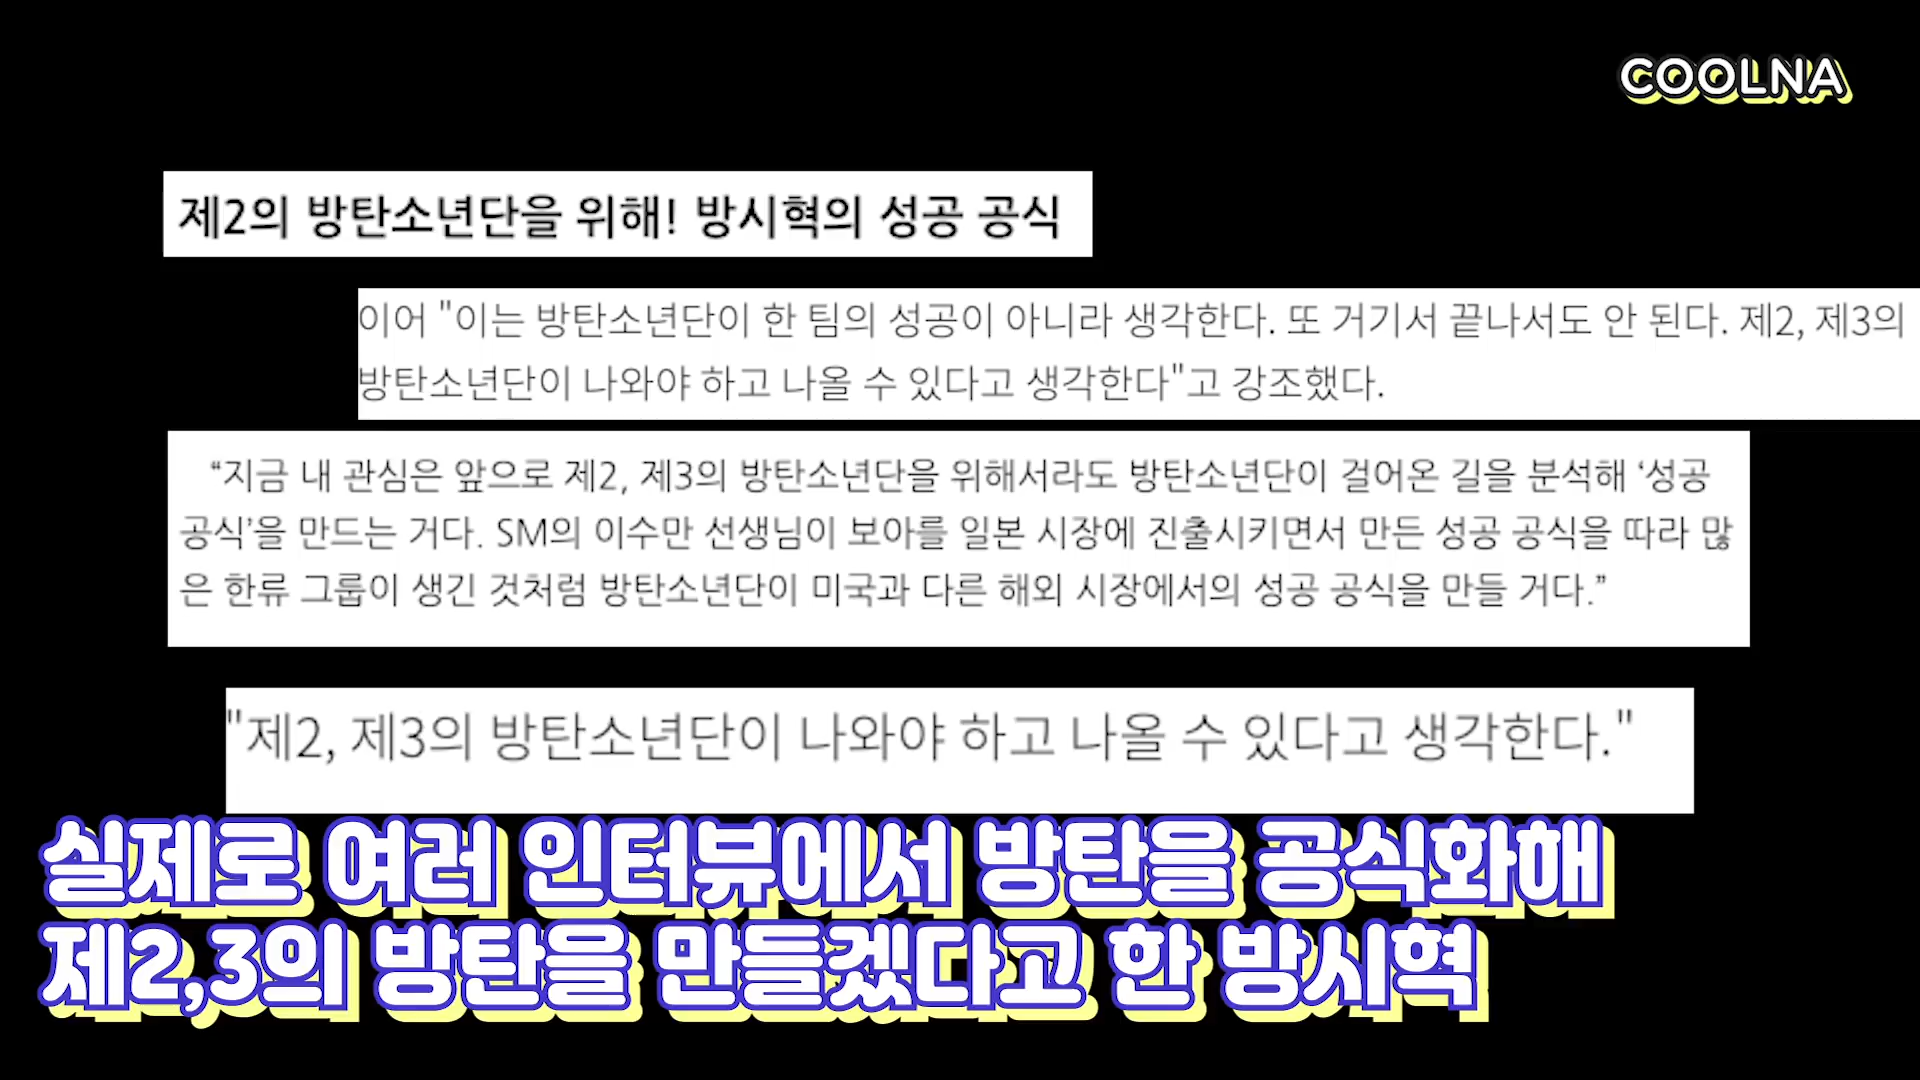 COOLNA
제2의 방탄소년단을 위해! 방시혁의 성공 공식
이어 "이는 방탄소년단이 한 팀의 성공이 아니라 생각한다. 또 거기서 끝나서도 안 된다. 제2, 제3의
방탄소년단이 나와야 하고 나올 수 있다고 생각한다"고 강조했다.
“지금 내 관심은 앞으로 제2, 제3의 방탄소년단을 위해서라도 방탄소년단이 걸어온 길을 분석해 ‘성공
공식’을 만드는 거다. SM의 이수만 선생님이 보아를 일본 시장에 진출시키면서 만든 성공 공식을 따라 많
은 한류 그룹이 생긴 것처럼 방탄소년단이 미국과 다른 해외 시장에서의 성공 공식을 만들 거다.”
"제2, 제3의 방탄소년단이 나와야 하고 나올 수 있다고 생각한다."
실제로 여러 인터뷰에서 방탄을 공식화해
제2,3의 방탄을 만들겠다고 한 방시혁